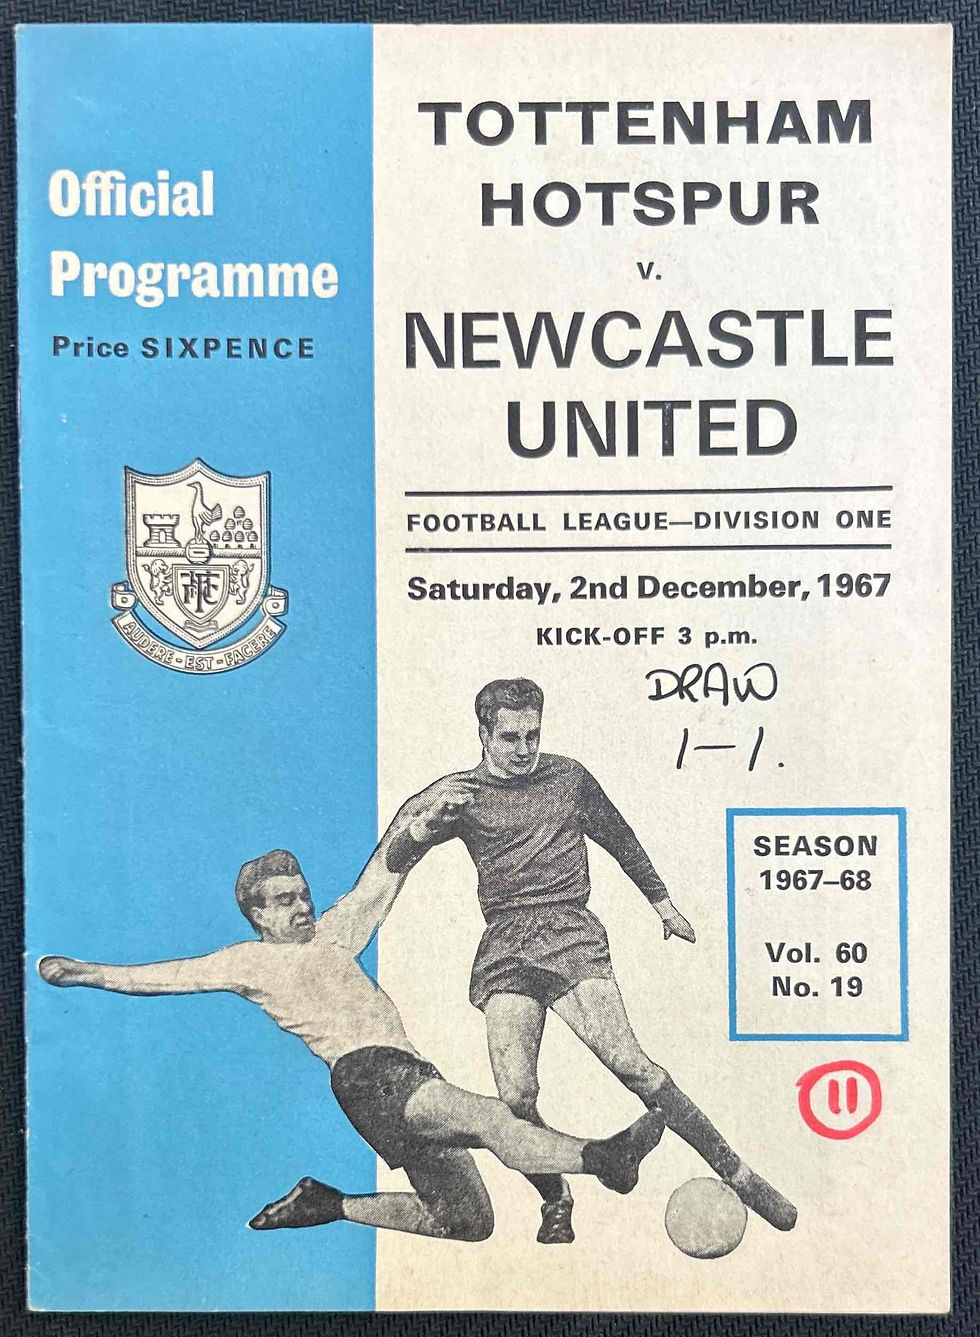 Official
Programme
Price SIXPENCE
AUDERE-EST-FACERE
TOTTENHAM
HOTSPUR
v.
NEWCASTLE
UNITED
FOOTBALL LEAGUE—DIVISION ONE
Saturday, 2nd December, 1967
KICK-OFF 3 p.m.
DRAW
1-1.
SEASON
1967–68
Vol. 60
No. 19
11